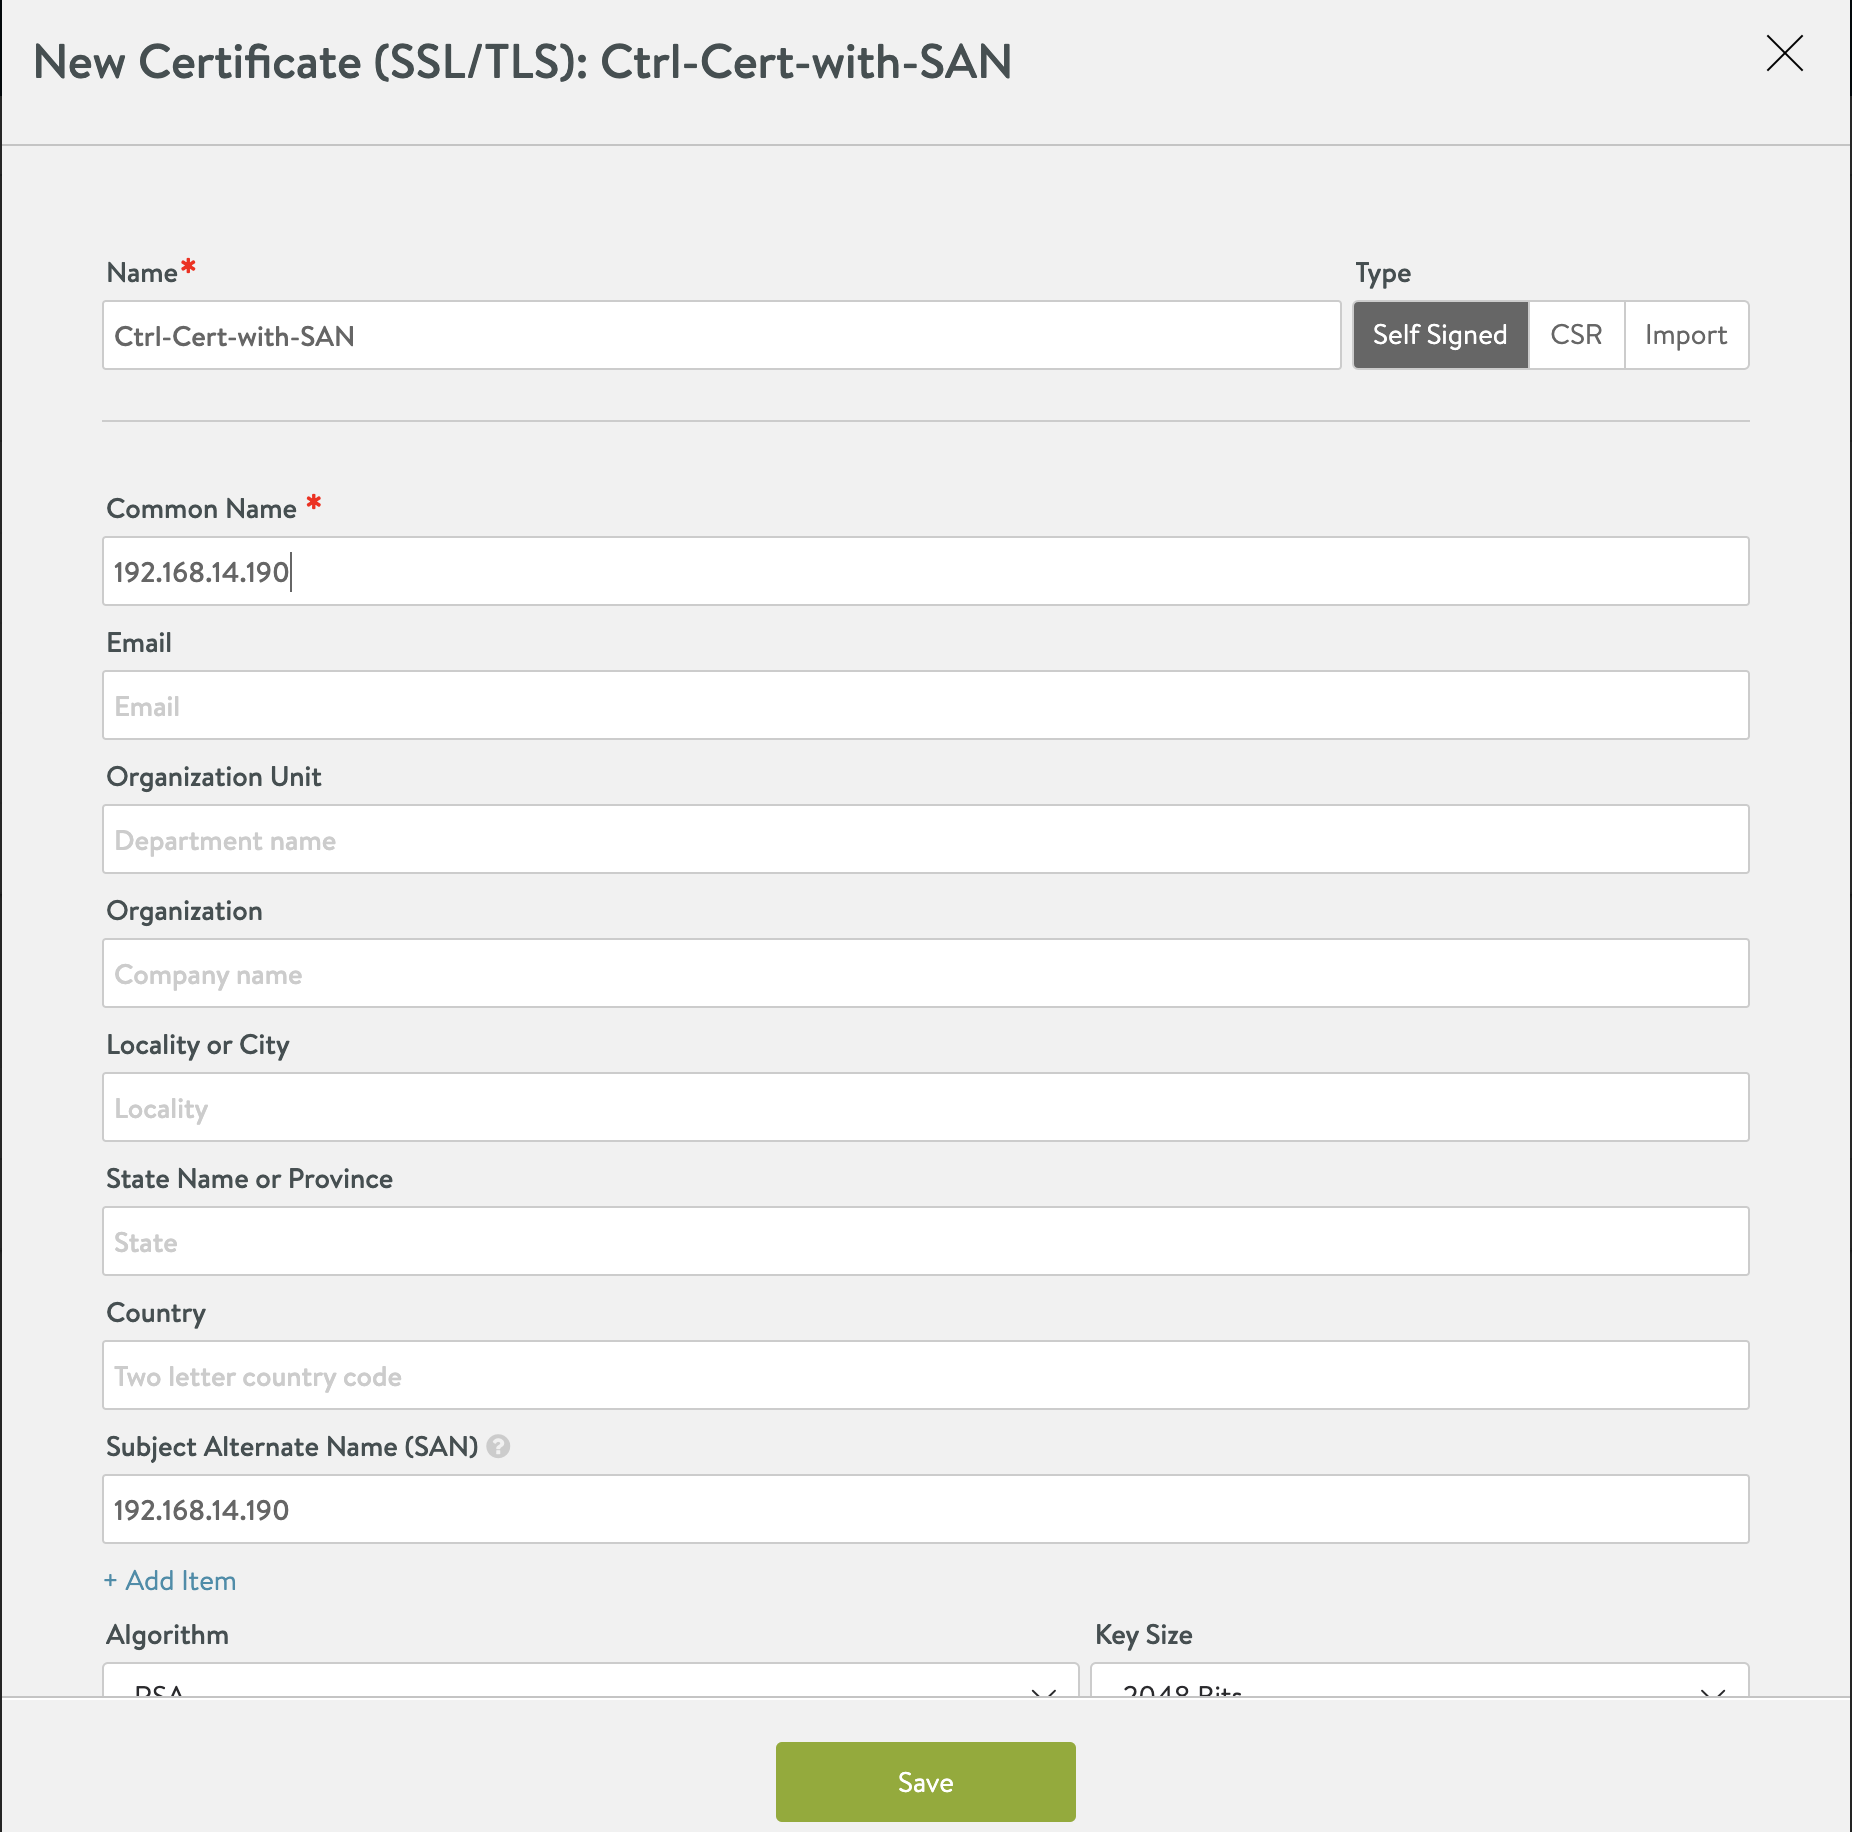 New Certificate (SSL/TLS): Ctrl-Cert-with-SAN
Name*
Type
Ctrl-Cert-with-SAN
Self Signed
CSR
Import
Common Name *
192.168.14.190
Email
Email
Organization Unit
Department name
Organization
Company name
Locality or City
Locality
State Name or Province
State
Country
Two letter country code
Subject Alternate Name (SAN) ?
192.168.14.190
+ Add Item
Algorithm
Key Size
RSA
2048 Bits
Save